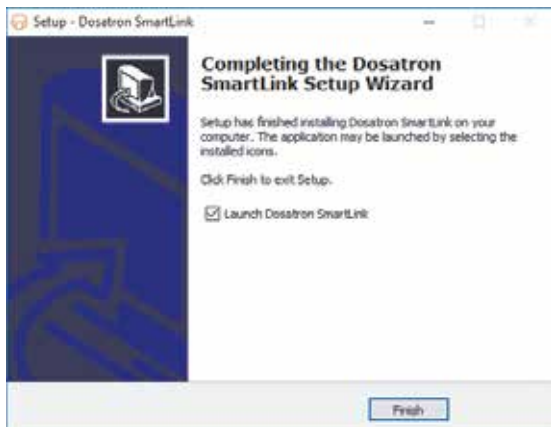 Setup - Dosatron SmartLink
Completing the Dosatron
SmartLink Setup Wizard
Setup has finished installing Dosatron SmartLink on your
computer. The application may be launched by selecting the
installed icons.
Click Finish to exit Setup.
Launch Dosatron SmartLink
Finish